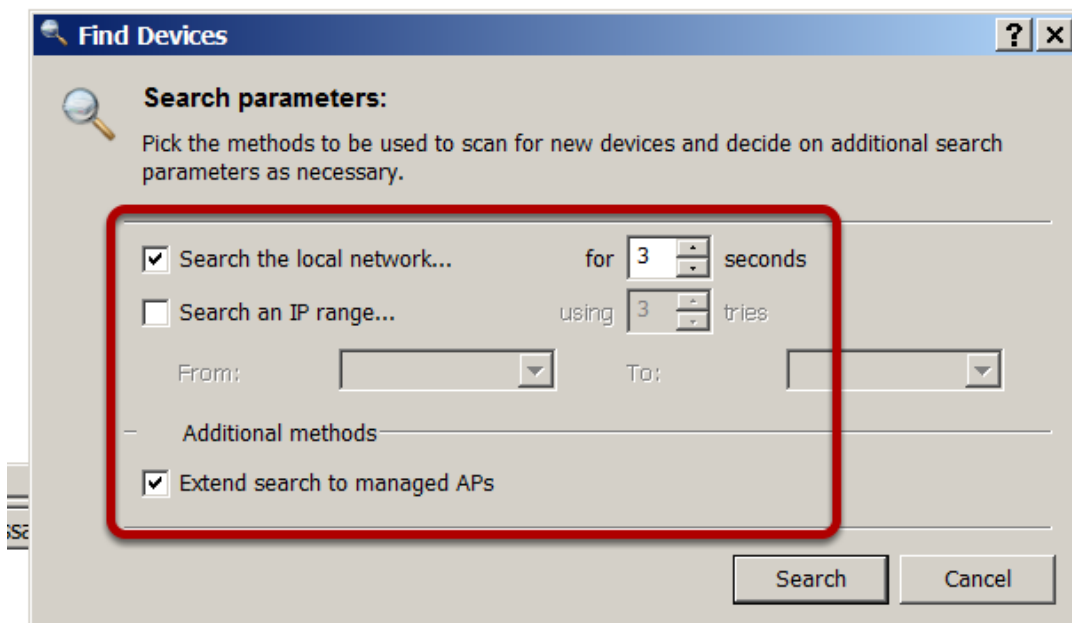 Find Devices
Search parameters:
Pick the methods to be used to scan for new devices and decide on additional search
parameters as necessary.
Search the local network... for 3 seconds
Search an IP range... using 3 tries
From: To:
Additional methods
Extend search to managed APs
ssa
Search Cancel